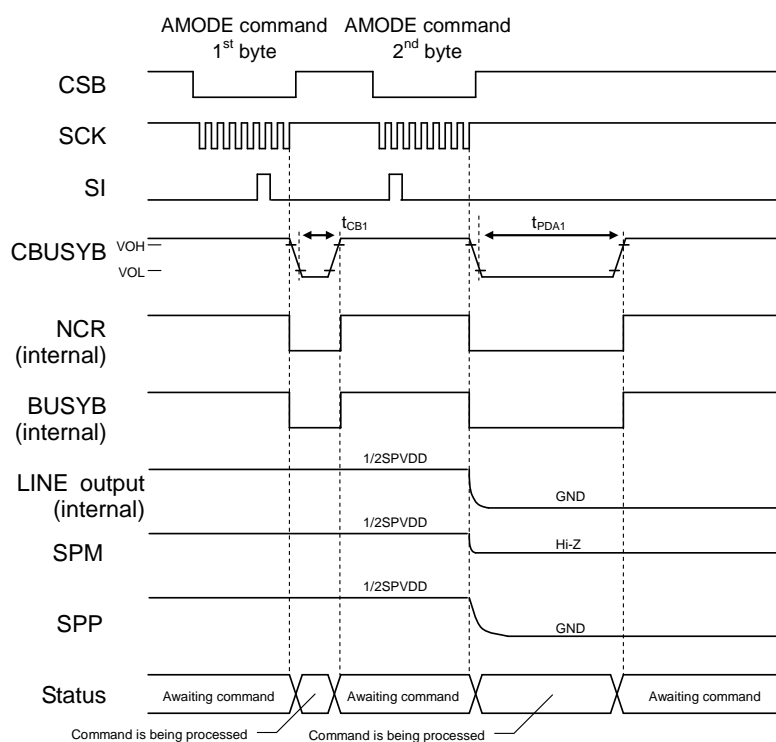 AMODE command AMODE command
1st byte 2nd byte
CSB
SCK
SI
tCB1 tPDA1
VOH
CBUSYB
VOL
NCR
(internal)
BUSYB
(internal)
1/2SPVDD
LINE output
(internal)
GND
1/2SPVDD
SPM
Hi-Z
1/2SPVDD
SPP
GND
Status Awaiting command Awaiting command Awaiting command
Command is being processed Command is being processed